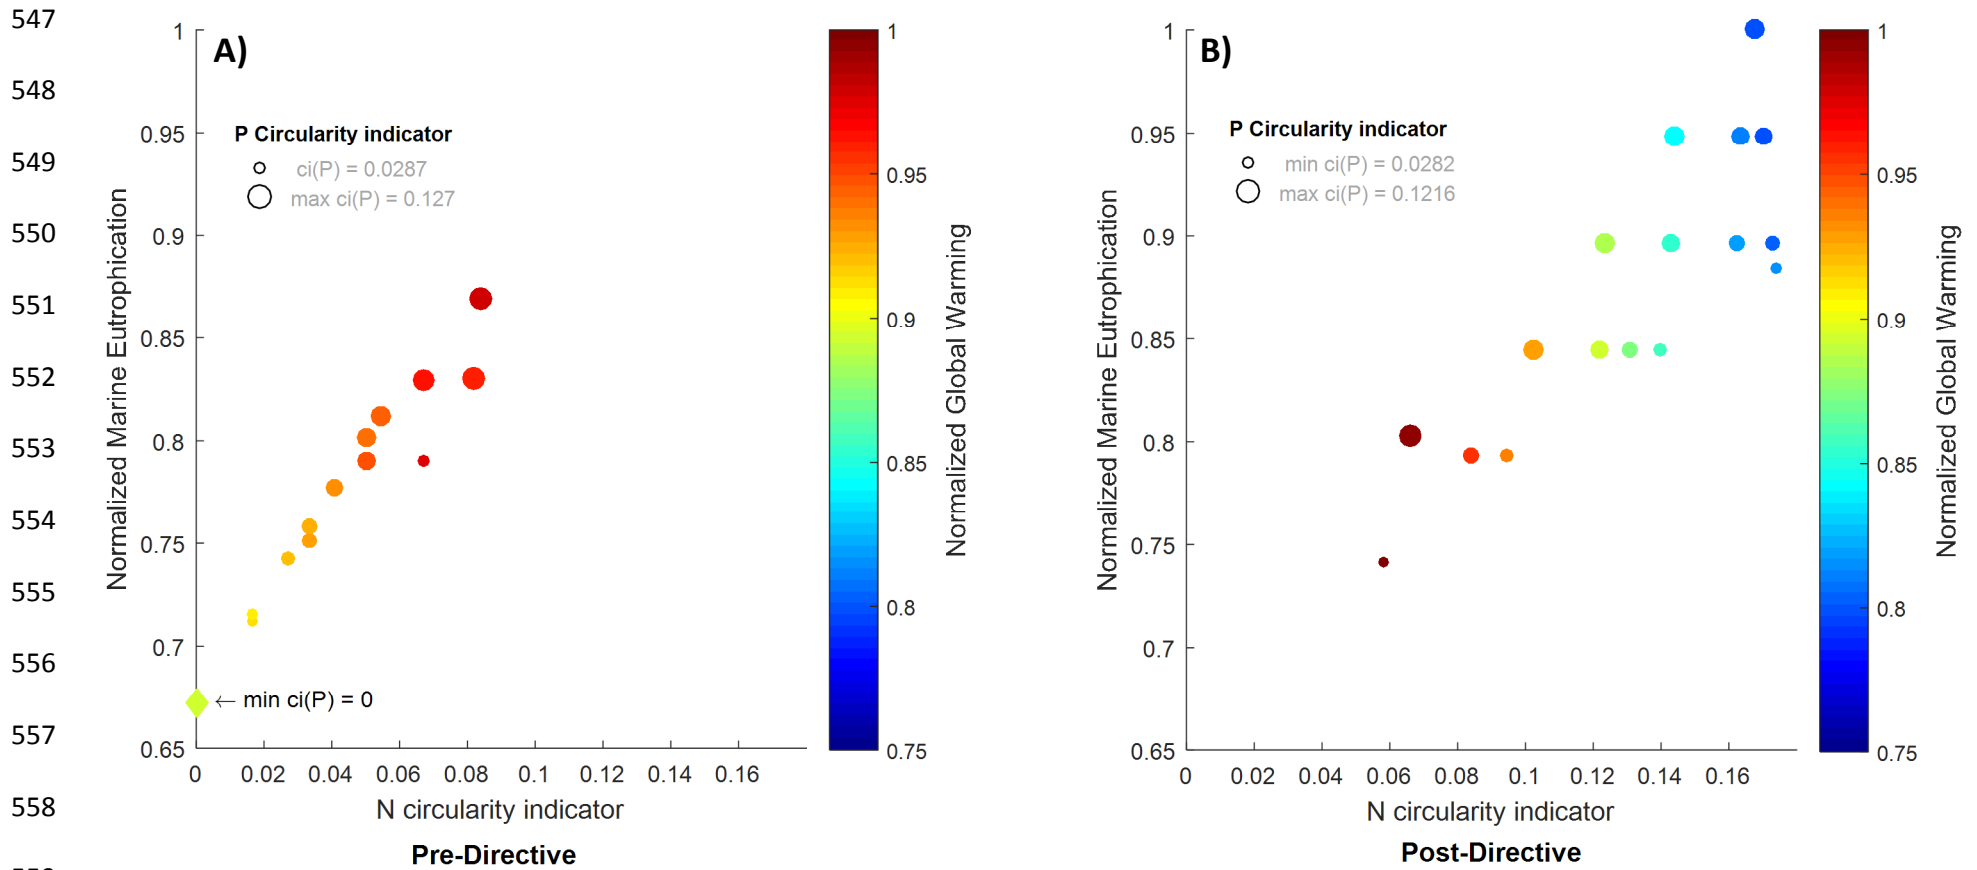 547
548
549
550
551
552
553
554
555
556
557
558
A)
P Circularity indicator
ci(P) = 0.0287
max ci(P) = 0.127
← min ci(P) = 0
1
0.95
0.9
0.85
0.8
0.75
0.7
0.65
Normalized Marine Eutrophication
0 0.02 0.04 0.06 0.08 0.1 0.12 0.14 0.16
N circularity indicator
Pre-Directive
1
0.95
0.9
0.85
0.8
0.75
Normalized Global Warming
B)
P Circularity indicator
min ci(P) = 0.0282
max ci(P) = 0.1216
1
0.95
0.9
0.85
0.8
0.75
0.7
0.65
Normalized Marine Eutrophication
0 0.02 0.04 0.06 0.08 0.1 0.12 0.14 0.16
N circularity indicator
Post-Directive
1
0.95
0.9
0.85
0.8
0.75
Normalized Global Warming